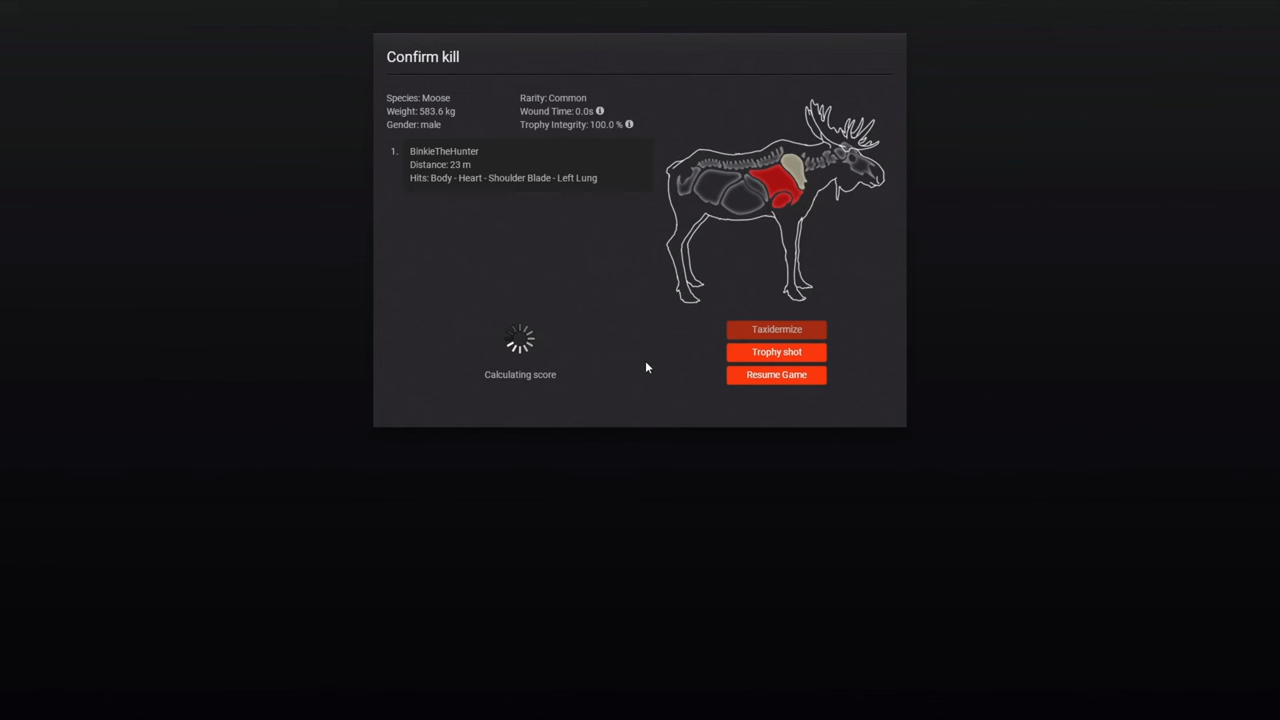 Confirm kill
Species: Moose
Weight: 583.6 kg
Gender: male
Rarity: Common
Wound Time: 0.0s
Trophy Integrity: 100.0 %
1.
BinkieTheHunter
Distance: 23 m
Hits: Body - Heart - Shoulder Blade - Left Lung
Calculating score
Taxidermize
Trophy shot
Resume Game